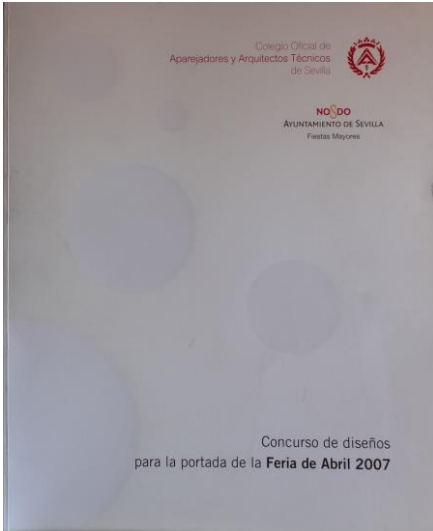 Colegio Oficial de
Aparejadores y Arquitectos Técnicos
de Sevilla
NO8DO
AYUNTAMIENTO DE SEVILLA
Fiestas Mayores
Concurso de diseños
para la portada de la Feria de Abril 2007